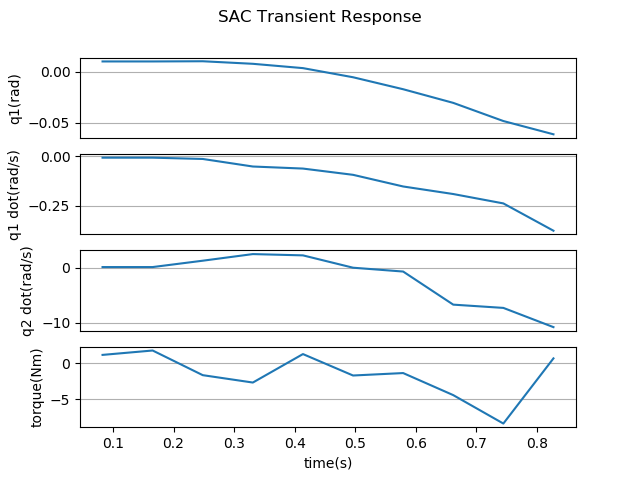 SAC Transient Response
q1(rad)
0.00
−0.05
q1 dot(rad/s)
0.00
−0.25
q2 dot(rad/s)
0
−10
torque(Nm)
0
−5
0.1 0.2 0.3 0.4 0.5 0.6 0.7 0.8
time(s)